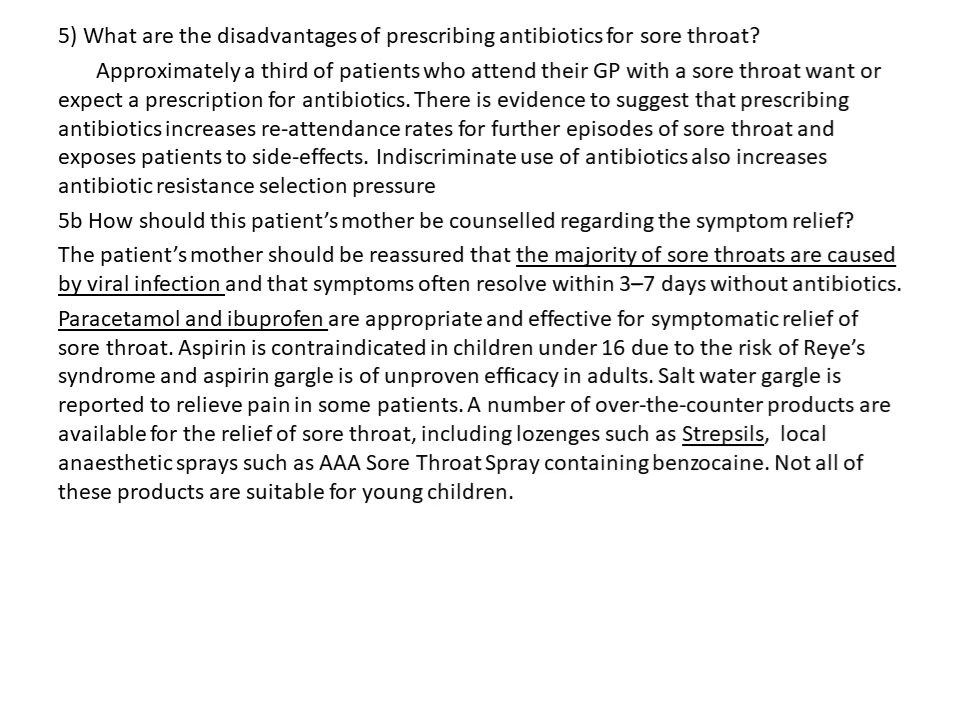 5) What are the disadvantages of prescribing antibiotics for sore throat?
Approximately a third of patients who attend their GP with a sore throat want or
expect a prescription for antibiotics. There is evidence to suggest that prescribing
antibiotics increases re-attendance rates for further episodes of sore throat and
exposes patients to side-effects. Indiscriminate use of antibiotics also increases
antibiotic resistance selection pressure
5b How should this patient’s mother be counselled regarding the symptom relief?
The patient’s mother should be reassured that the majority of sore throats are caused
by viral infection and that symptoms often resolve within 3–7 days without antibiotics.
Paracetamol and ibuprofen are appropriate and effective for symptomatic relief of
sore throat. Aspirin is contraindicated in children under 16 due to the risk of Reye’s
syndrome and aspirin gargle is of unproven efficacy in adults. Salt water gargle is
reported to relieve pain in some patients. A number of over-the-counter products are
available for the relief of sore throat, including lozenges such as Strepsils, local
anaesthetic sprays such as AAA Sore Throat Spray containing benzocaine. Not all of
these products are suitable for young children.